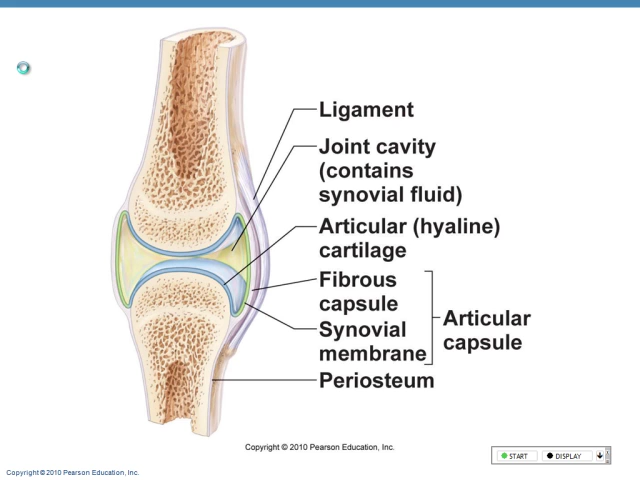 Ligament
Joint cavity
(contains
synovial fluid)
Articular (hyaline)
cartilage
Fibrous
capsule
Synovial
membrane
Articular
capsule
Periosteum
Copyright © 2010 Pearson Education, Inc.
START
DISPLAY
Copyright © 2010 Pearson Education, Inc.